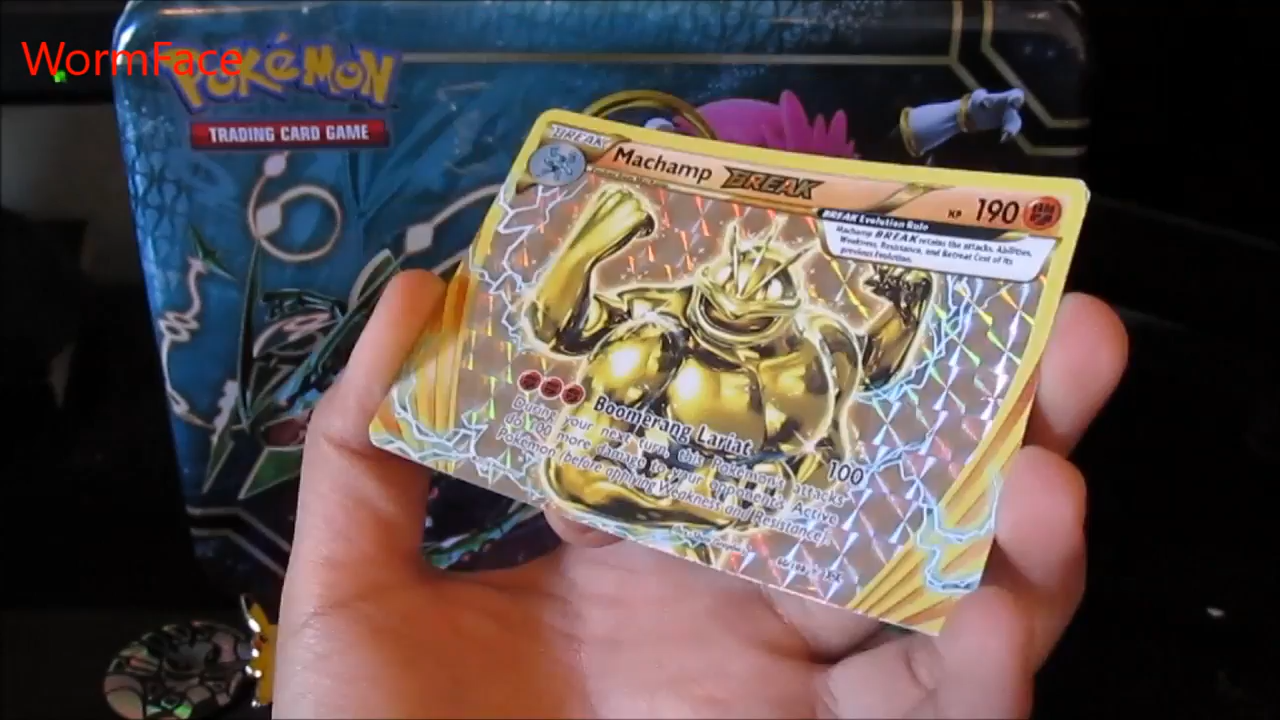 WormFace
POKéMON
TRADING CARD GAME
BREAK
Machamp BREAK
HP 190
BREAK Evolution Rule
Machamp BREAK retains the attacks, Abilities,
Weakness, Resistance, and Retreat Cost of its
previous Evolution.
Boomerang Lariat 100
During your next turn, this Pokémon's attacks
do 100 more damage to your opponent's Active
Pokémon (before applying Weakness and Resistance).